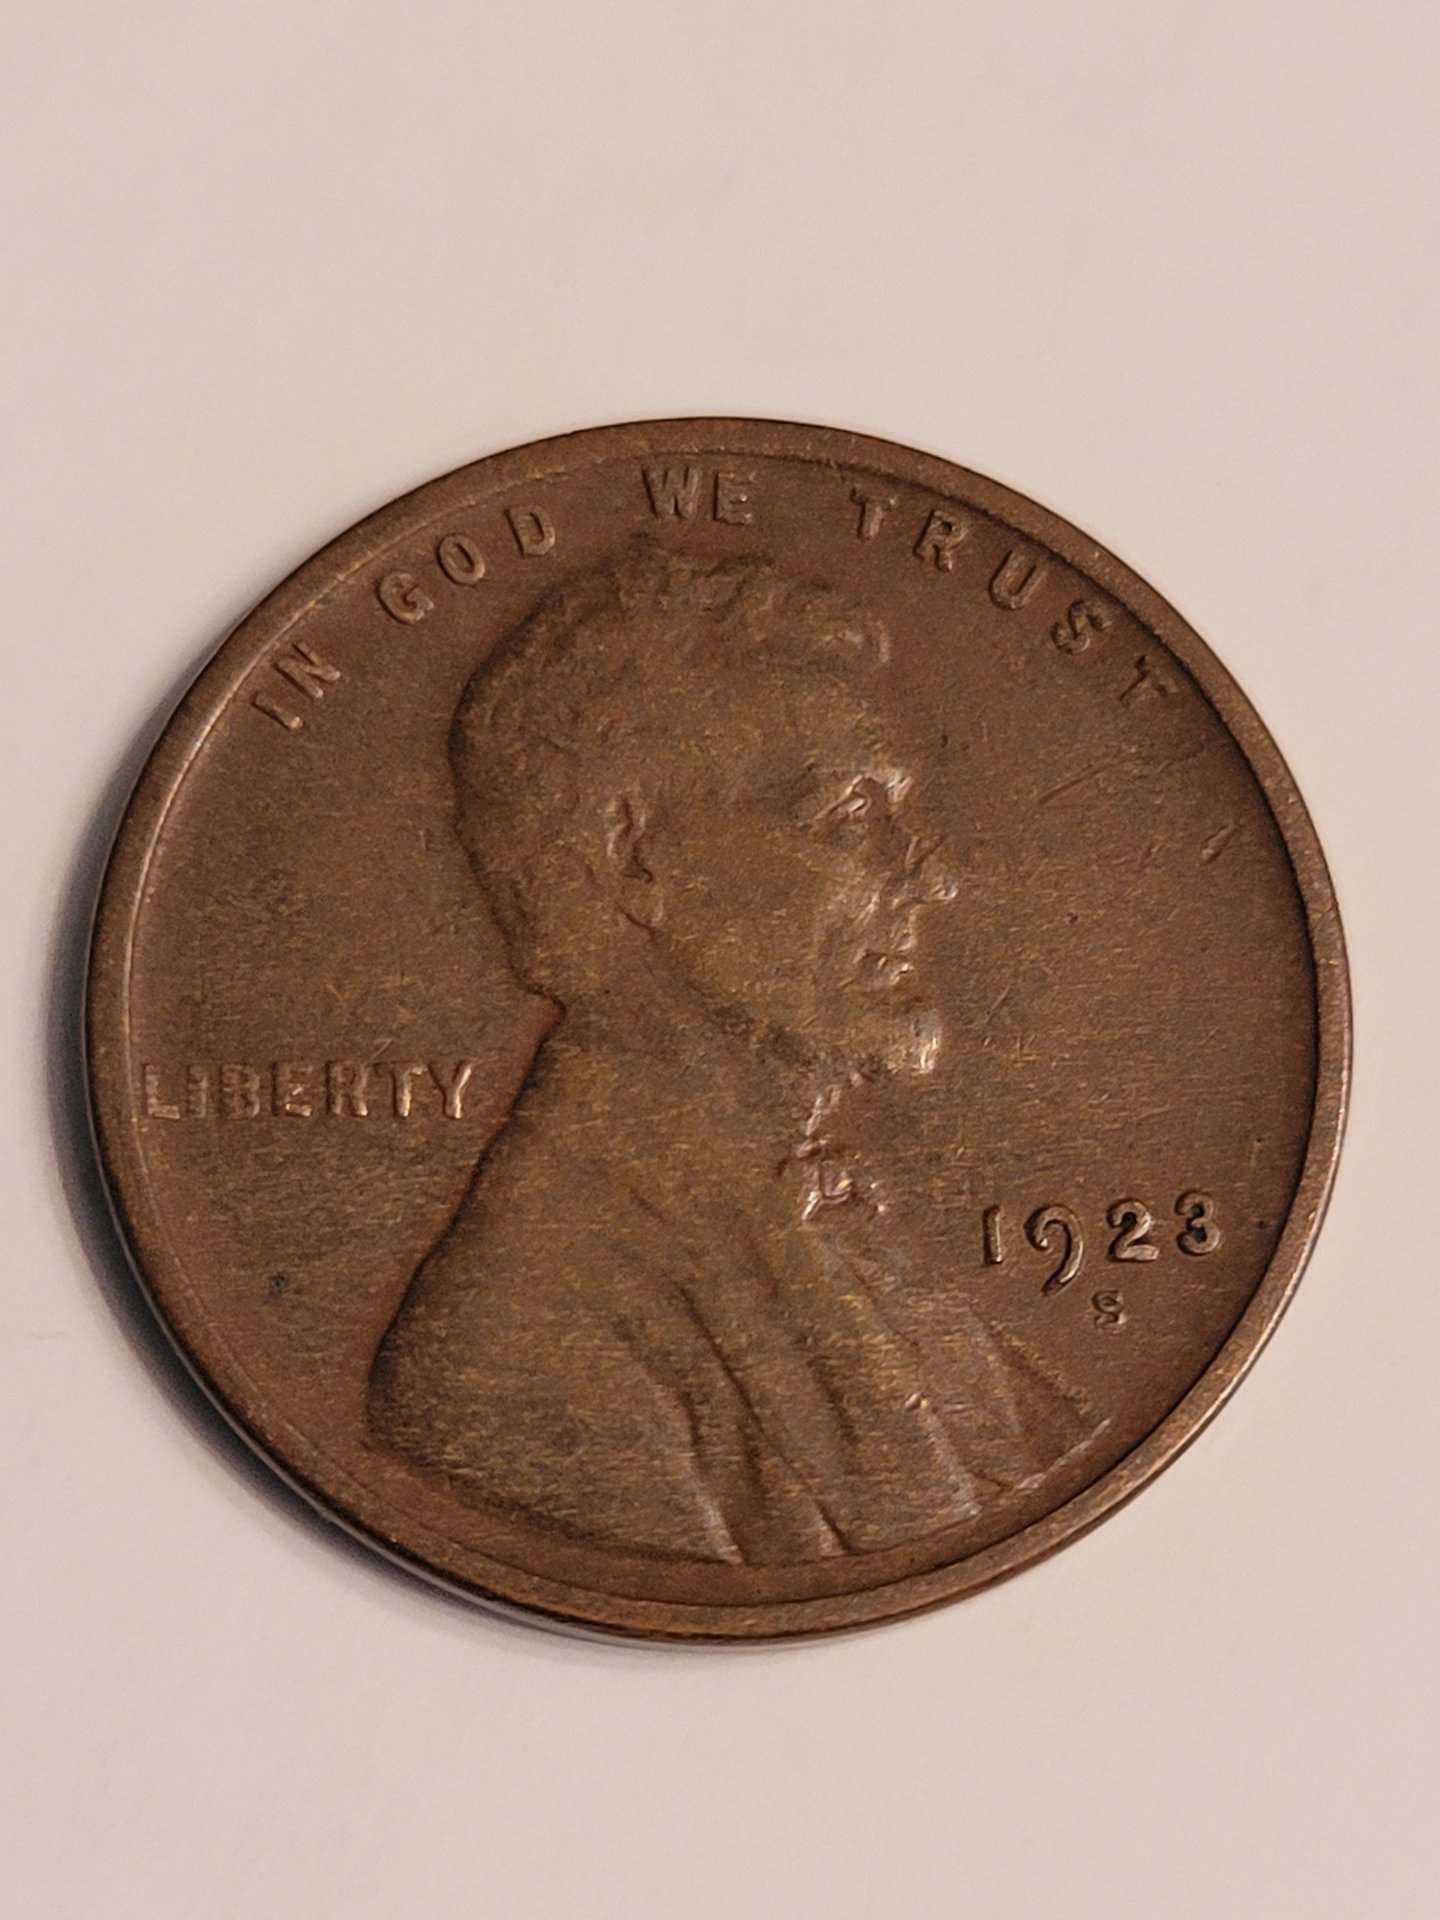 IN GOD WE TRUST
LIBERTY
1923
S